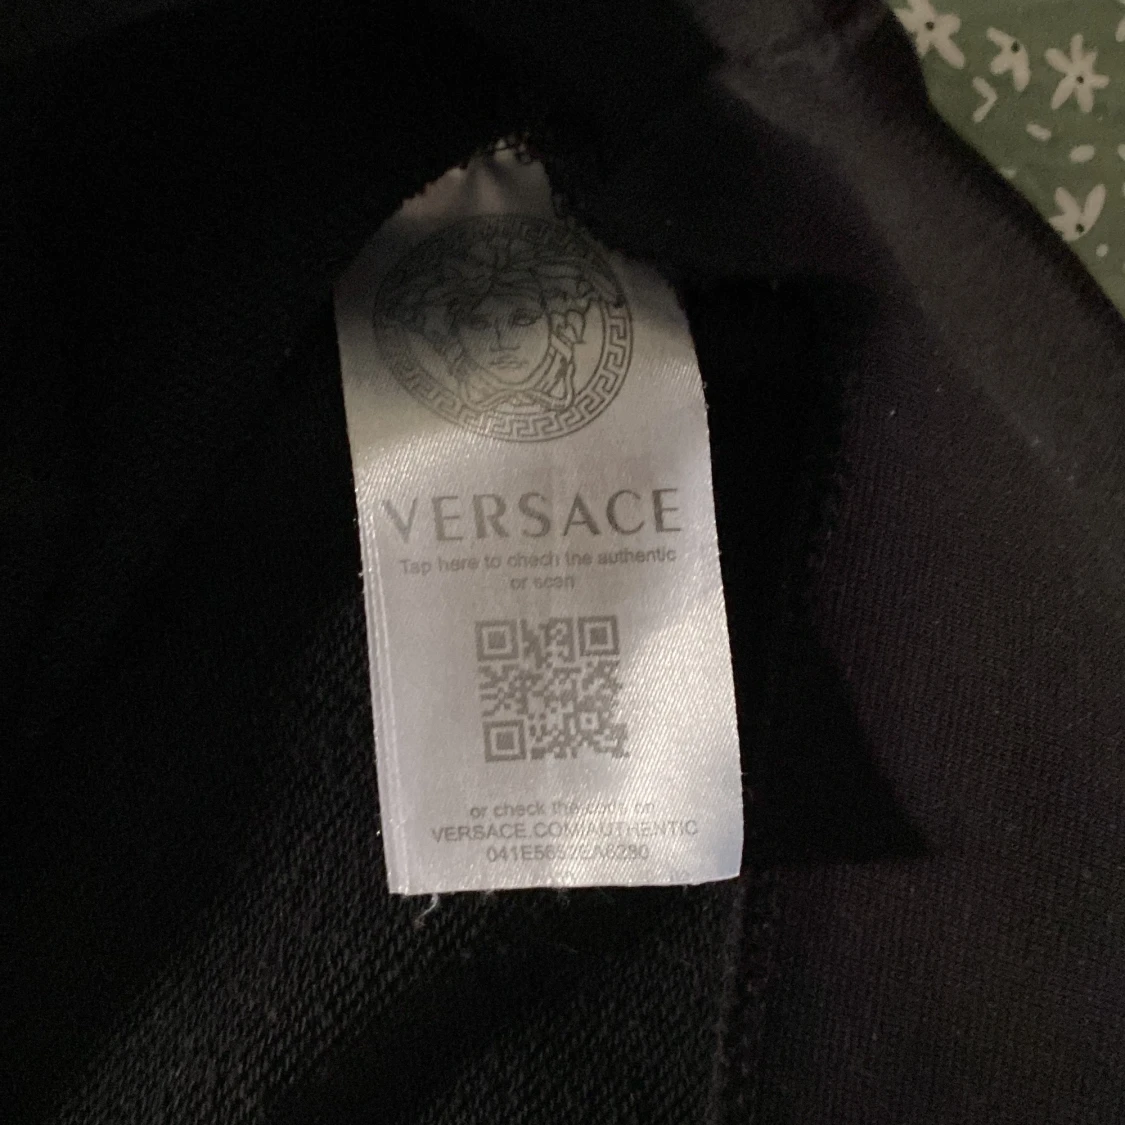 VERSACE
Tap here to chech the authentic
or scan
or check the code on
VERSACE.COM/AUTHENTIC